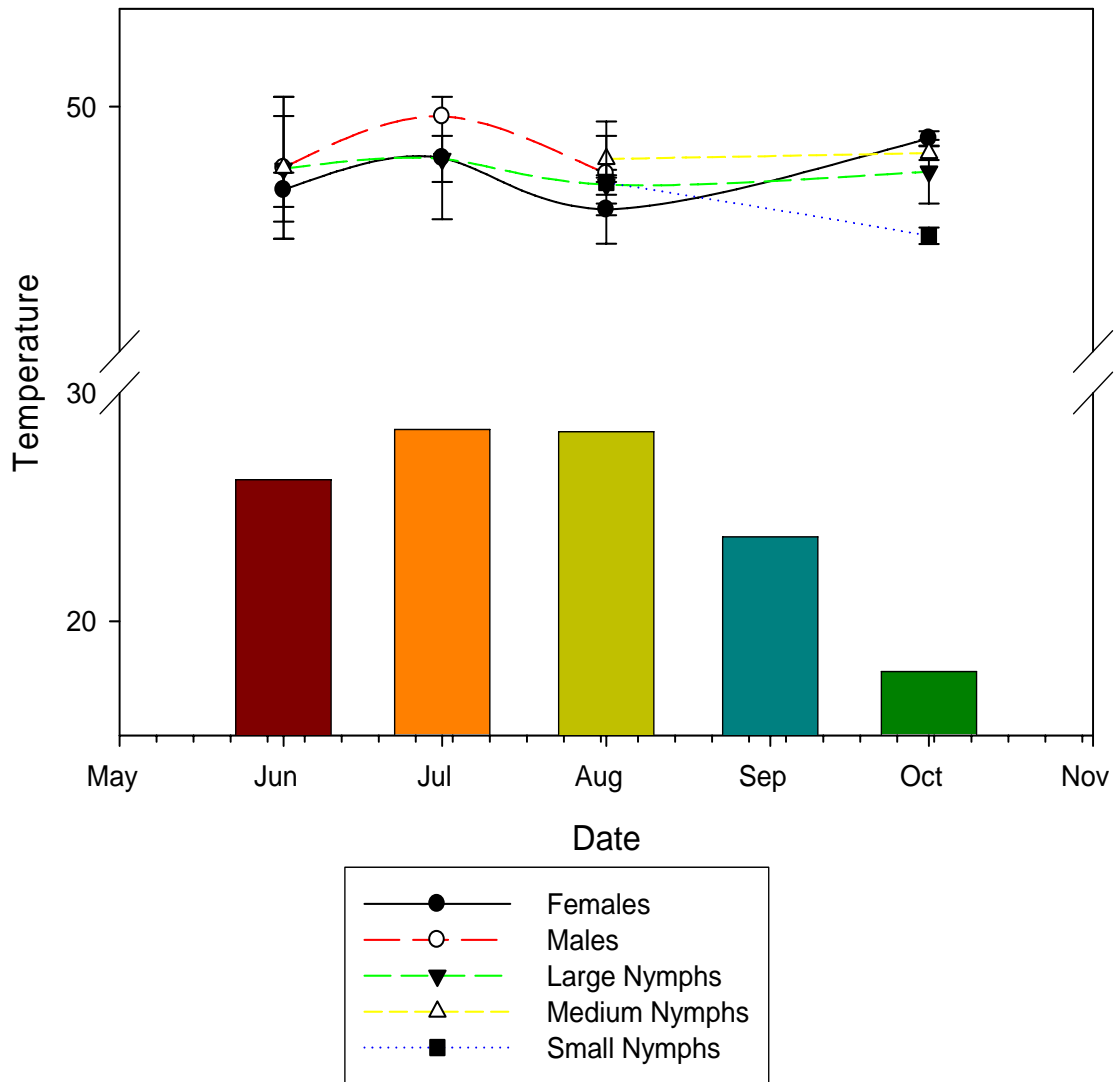 50
30
20
Temperature
May Jun Jul Aug Sep Oct Nov
Date
Females
Males
Large Nymphs
Medium Nymphs
Small Nymphs